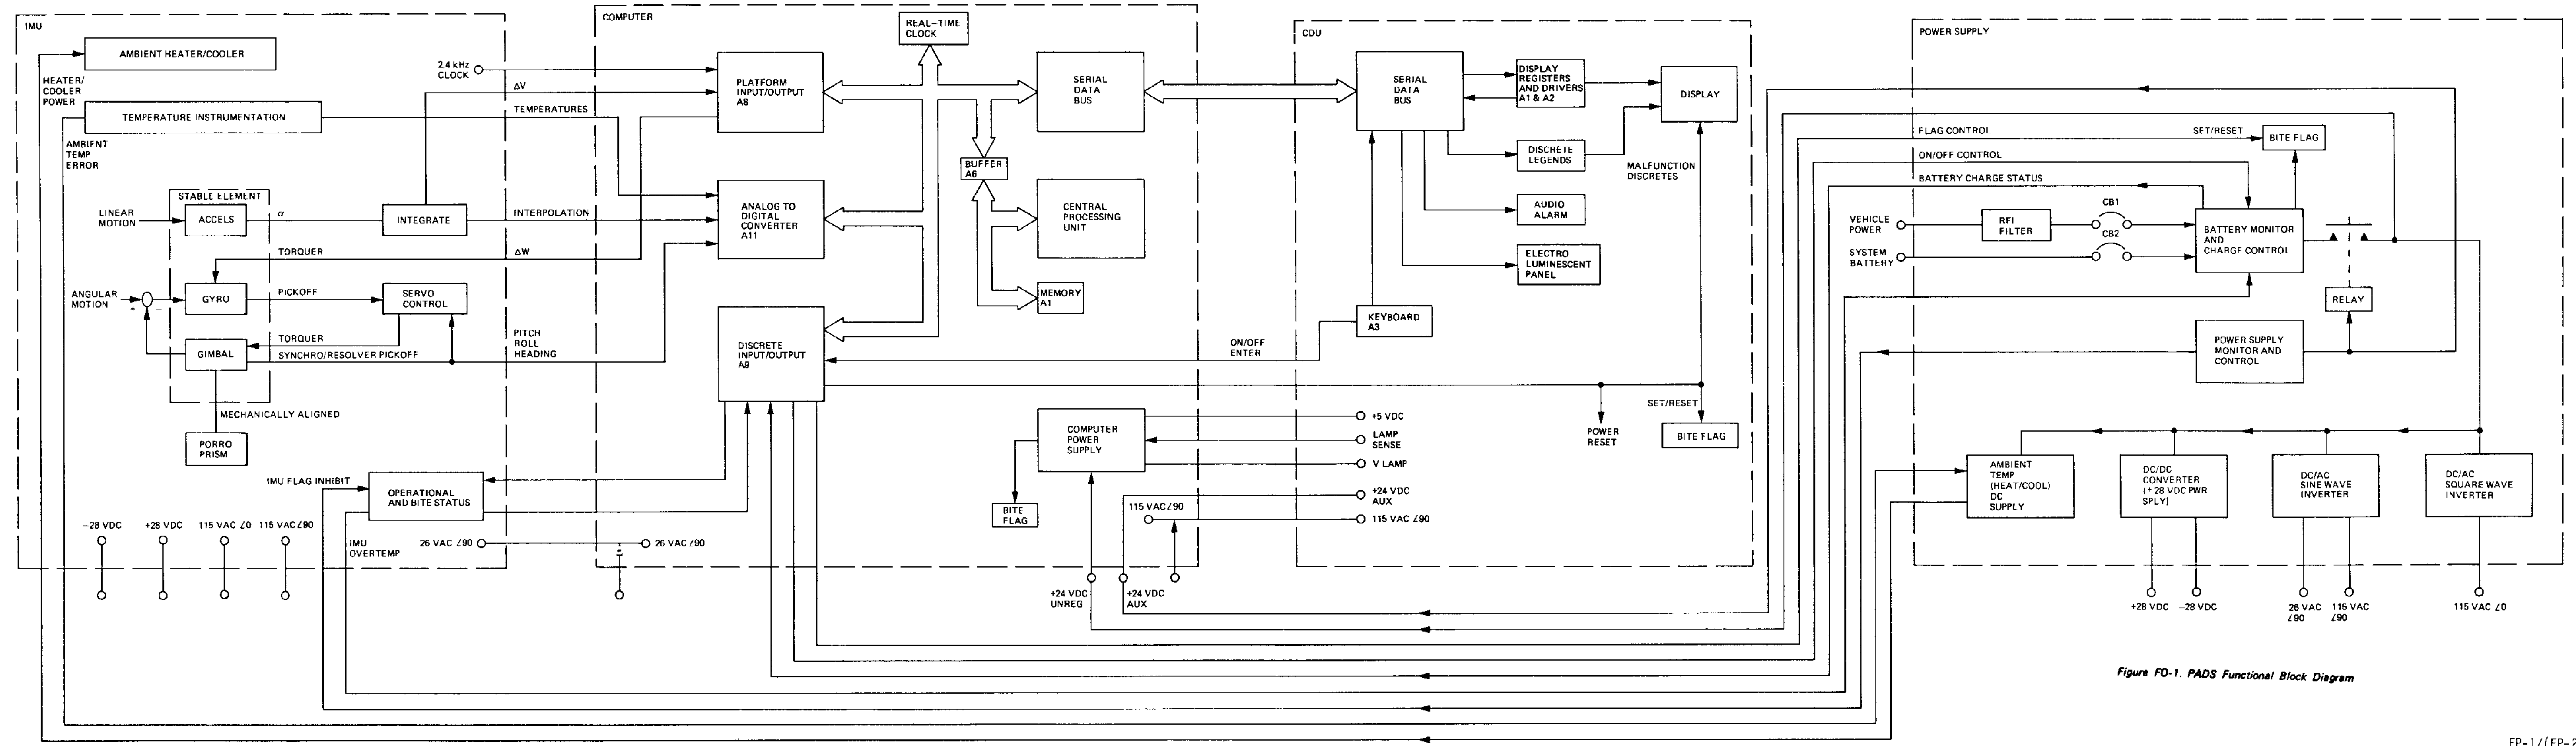 IMU
AMBIENT HEATER/COOLER
HEATER/
COOLER
POWER
TEMPERATURE INSTRUMENTATION
AMBIENT
TEMP
ERROR
STABLE ELEMENT
LINEAR
MOTION
ACCELS
α
INTEGRATE
INTERPOLATION
2.4 kHz
CLOCK
ΔV
TEMPERATURES
TORQUER
ΔW
ANGULAR
MOTION
+
−
GYRO
PICKOFF
SERVO
CONTROL
GIMBAL
TORQUER
SYNCHRO/RESOLVER PICKOFF
PITCH
ROLL
HEADING
MECHANICALLY ALIGNED
PORRO
PRISM
IMU FLAG INHIBIT
OPERATIONAL
AND BITE STATUS
IMU
OVERTEMP
−28 VDC
+28 VDC
115 VAC ∠0
115 VAC ∠90
26 VAC ∠90
26 VAC ∠90
COMPUTER
REAL-TIME
CLOCK
PLATFORM
INPUT/OUTPUT
A8
SERIAL
DATA
BUS
BUFFER
A6
ANALOG TO
DIGITAL
CONVERTER
A11
CENTRAL
PROCESSING
UNIT
MEMORY
A1
DISCRETE
INPUT/OUTPUT
A9
ON/OFF
ENTER
COMPUTER
POWER
SUPPLY
BITE
FLAG
115 VAC∠90
+24 VDC
UNREG
+24 VDC
AUX
CDU
SERIAL
DATA
BUS
DISPLAY
REGISTERS
AND DRIVERS
A1 & A2
DISPLAY
DISCRETE
LEGENDS
MALFUNCTION
DISCRETES
AUDIO
ALARM
ELECTRO
LUMINESCENT
PANEL
KEYBOARD
A3
SET/RESET
POWER
RESET
BITE FLAG
+5 VDC
LAMP
SENSE
V LAMP
+24 VDC
AUX
115 VAC ∠90
POWER SUPPLY
FLAG CONTROL
SET/RESET
BITE FLAG
ON/OFF CONTROL
BATTERY CHARGE STATUS
VEHICLE
POWER
RFI
FILTER
CB1
CB2
SYSTEM
BATTERY
BATTERY MONITOR
AND
CHARGE CONTROL
RELAY
POWER SUPPLY
MONITOR AND
CONTROL
AMBIENT
TEMP
(HEAT/COOL)
DC
SUPPLY
DC/DC
CONVERTER
(±28 VDC PWR
SPLY)
DC/AC
SINE WAVE
INVERTER
DC/AC
SQUARE WAVE
INVERTER
+28 VDC
−28 VDC
26 VAC
∠90
115 VAC
∠90
115 VAC ∠0
Figure FO-1. PADS Functional Block Diagram